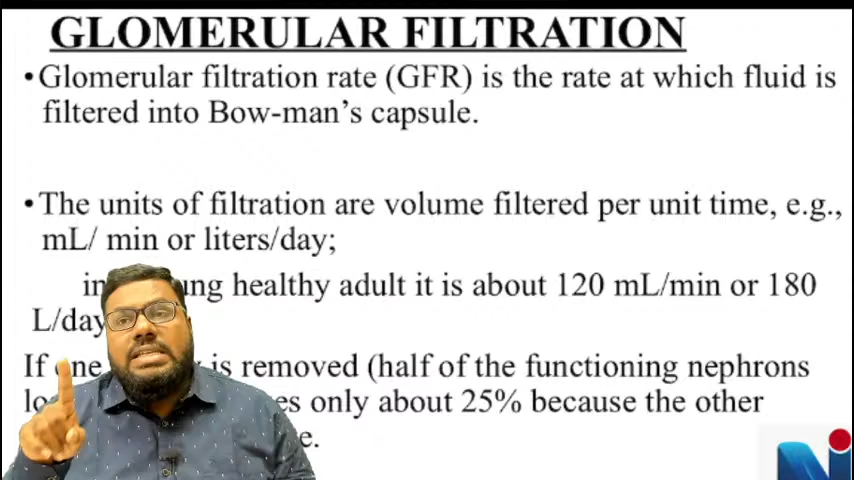 GLOMERULAR FILTRATION
•Glomerular filtration rate (GFR) is the rate at which fluid is
filtered into Bow-man’s capsule.
•The units of filtration are volume filtered per unit time, e.g.,
mL/ min or liters/day;
healthy adult it is about 120 mL/min or 180
L/day
If one is removed (half of the functioning nephrons
only about 25% because the other